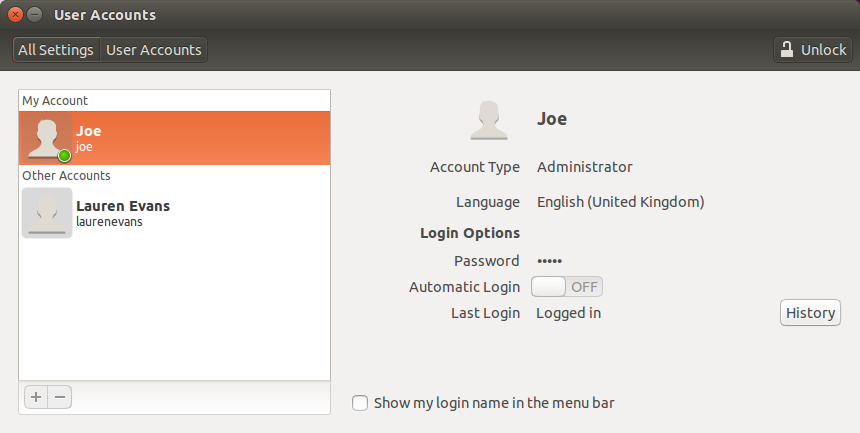 User Accounts
All Settings User Accounts Unlock
My Account
Joe
joe
Other Accounts
Lauren Evans
laurenevans
Joe
Account Type Administrator
Language English (United Kingdom)
Login Options
Password •••••
Automatic Login OFF
Last Login Logged in History
Show my login name in the menu bar